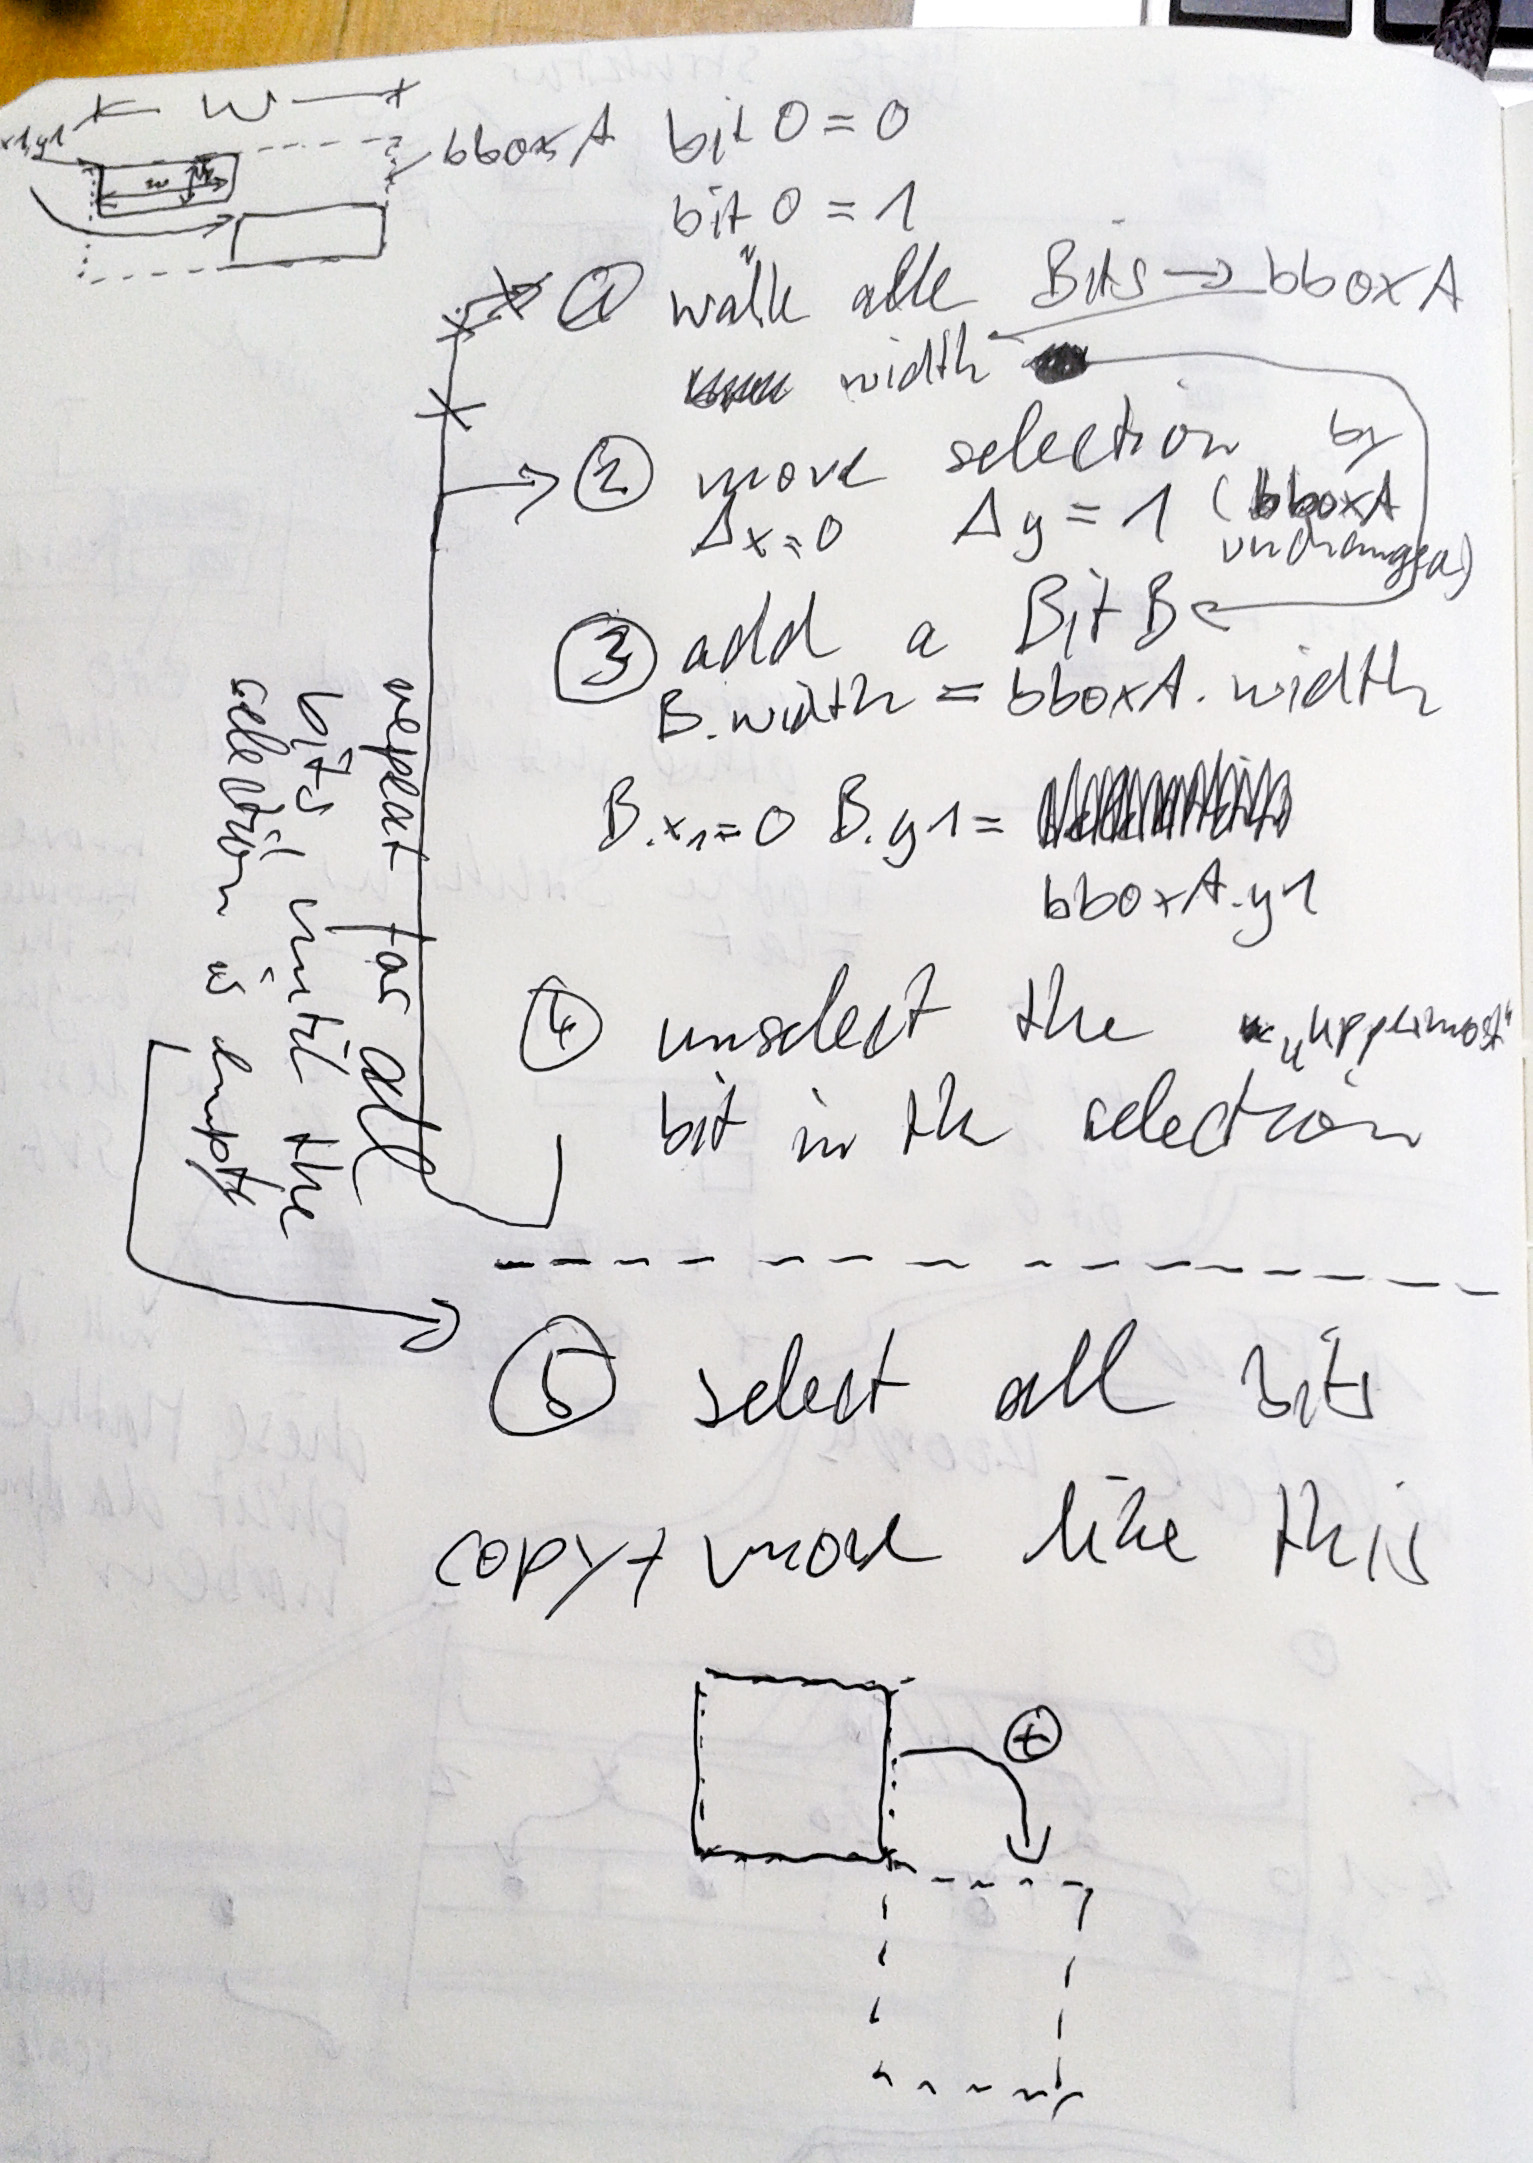 W
x1,y1
w
bboxA bit 0 = 0
bit 0 = 1
① wähle alle Bits → bboxA
width
② move selection by
Δx=0 Δy = 1 (bboxA
unchanged)
③ add a Bit B
B.width = bboxA.width
B.x1=0 B.y1=
bboxA.y1
④ unselect the „uppermost“
bit in the selection
repeat for all
bits until the
selection is empty
⑤ select all bits
copy + move like this
+